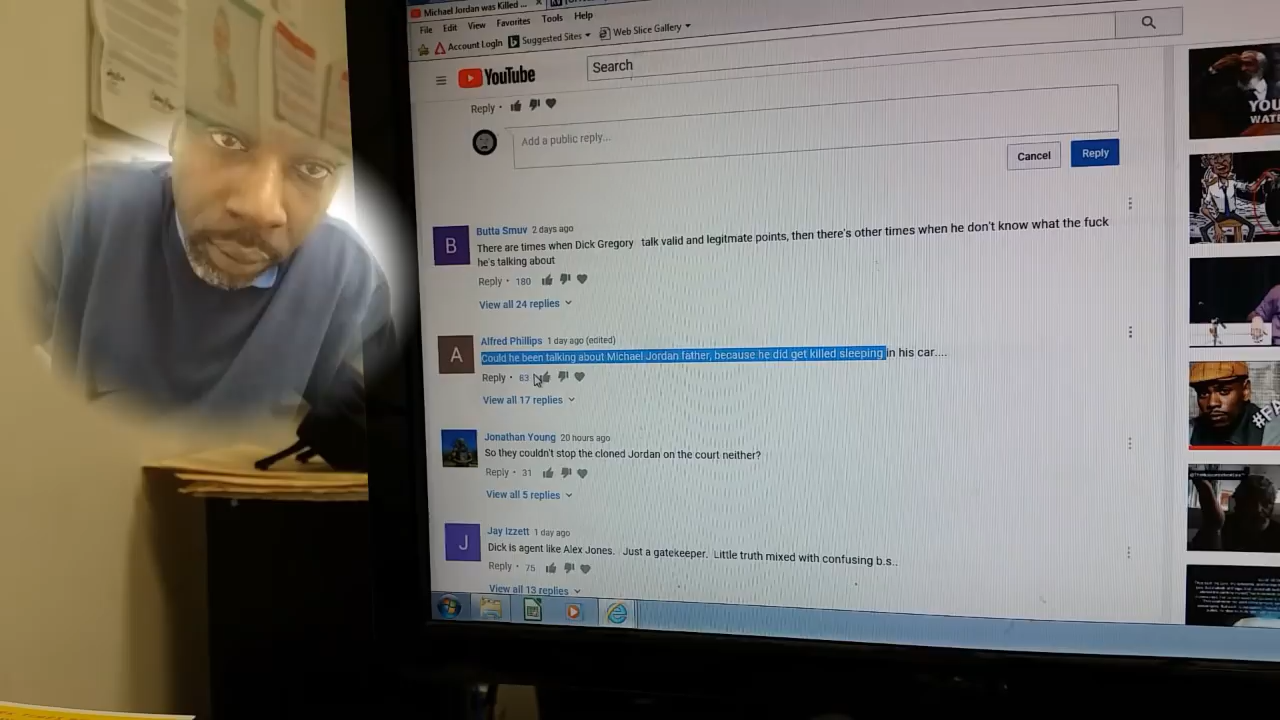 Michael Jordan was Killed ...
File Edit View Favorites Tools Help
Account Login Suggested Sites Web Slice Gallery
YouTube
Search
Reply
Add a public reply...
Cancel Reply
B
Butta Smuv 2 days ago
There are times when Dick Gregory talk valid and legitmate points, then there's other times when he don't know what the fuck
he's talking about
Reply · 180
View all 24 replies
A
Alfred Phillips 1 day ago (edited)
Could he been talking about Michael Jordan father, because he did get killed sleeping in his car....
Reply · 63
View all 17 replies
Jonathan Young 20 hours ago
So they couldn't stop the cloned Jordan on the court neither?
Reply · 31
View all 5 replies
J
Jay Izzett 1 day ago
Dick is agent like Alex Jones. Just a gatekeeper. Little truth mixed with confusing b.s..
Reply · 75
View all 13 replies
YOU
WATE